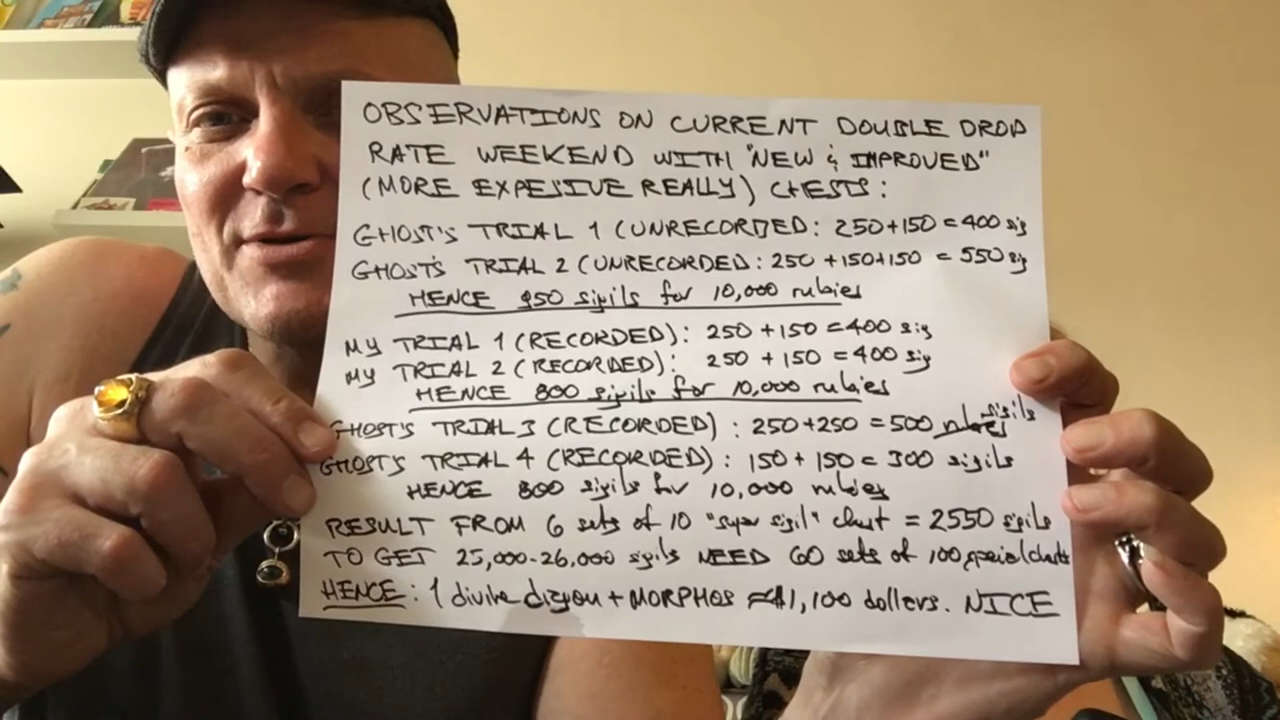 OBSERVATIONS ON CURRENT DOUBLE DROP
RATE WEEKEND WITH "NEW & IMPROVED"
(MORE EXPESIVE REALLY) CHESTS:
GHOST'S TRIAL 1 (UNRECORDED: 250+150 = 400 sig
GHOST'S TRIAL 2 (UNRECORDED: 250 +150+150 = 550 sig
HENCE 950 sigils for 10,000 rubies
MY TRIAL 1 (RECORDED): 250 +150 = 400 sig
MY TRIAL 2 (RECORDED): 250 + 150 = 400 sig
HENCE 800 sigils for 10,000 rubies
GHOST'S TRIAL 3 (RECORDED) : 250+250 = 500 sigils
GHOST'S TRIAL 4 (RECORDED) : 150 + 150 = 300 sigils
HENCE 800 sigils for 10,000 rubies
RESULT FROM 6 sets of 10 "super sigil" chest = 2550 sigils
TO GET 25,000-26,000 sigils NEED 60 sets of 10 special chests
HENCE: 1 divine dragon + MORPHOS ≈ $1,100 dollers. NICE